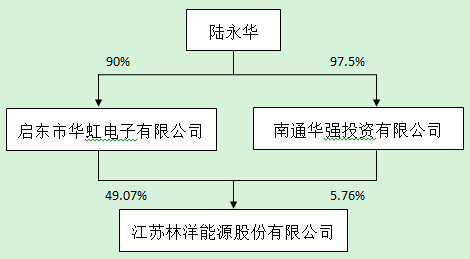 陆永华
90%
97.5%
启东市华虹电子有限公司
南通华强投资有限公司
49.07%
5.76%
江苏林洋能源股份有限公司